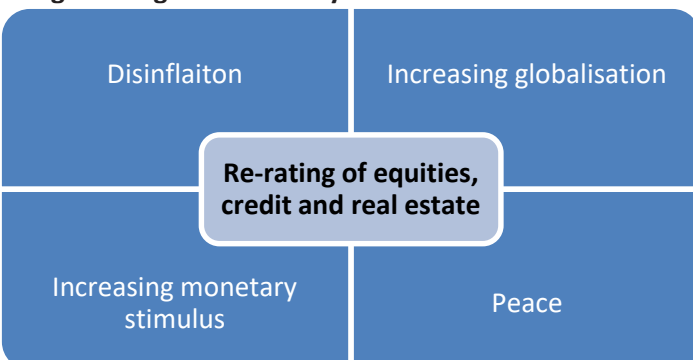 Disinflaiton
Increasing globalisation
Re-rating of equities,
credit and real estate
Increasing monetary
stimulus
Peace